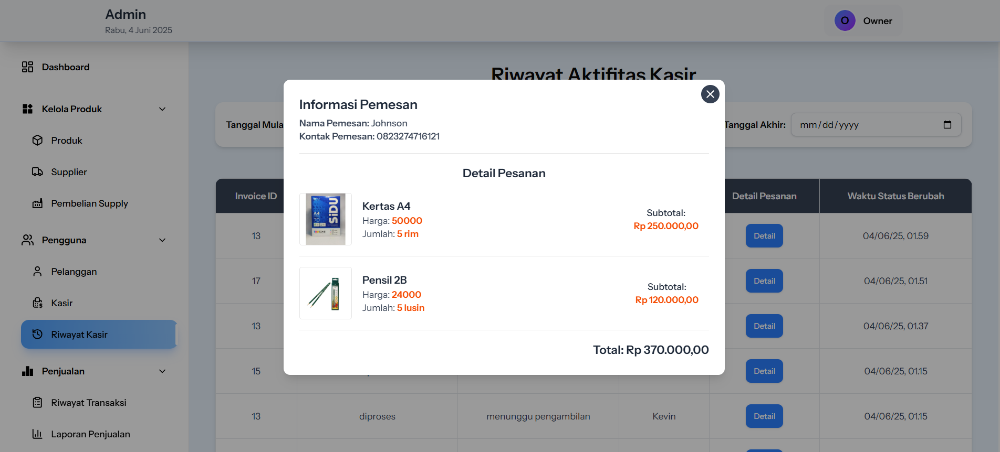 Admin
Rabu, 4 Juni 2025
O
Owner
Dashboard
Kelola Produk
Produk
Supplier
Pembelian Supply
Pengguna
Pelanggan
Kasir
Riwayat Kasir
Penjualan
Riwayat Transaksi
Laporan Penjualan
Riwayat Aktifitas Kasir
Tanggal Mula
Tanggal Akhir: mm/dd/yyyy
Informasi Pemesan
Nama Pemesan: Johnson
Kontak Pemesan: 0823274716121
Detail Pesanan
A4
SiDU
70
Kertas A4
Harga: 50000
Jumlah: 5 rim
Subtotal:
Rp 250.000,00
Pensil 2B
Harga: 24000
Jumlah: 5 lusin
Subtotal:
Rp 120.000,00
Total: Rp 370.000,00
Invoice ID Detail Pesanan Waktu Status Berubah
13 Detail 04/06/25, 01.59
17 Detail 04/06/25, 01.51
13 Detail 04/06/25, 01.37
15 Detail 04/06/25, 01.15
13 diproses menunggu pengambilan Kevin Detail 04/06/25, 01.15